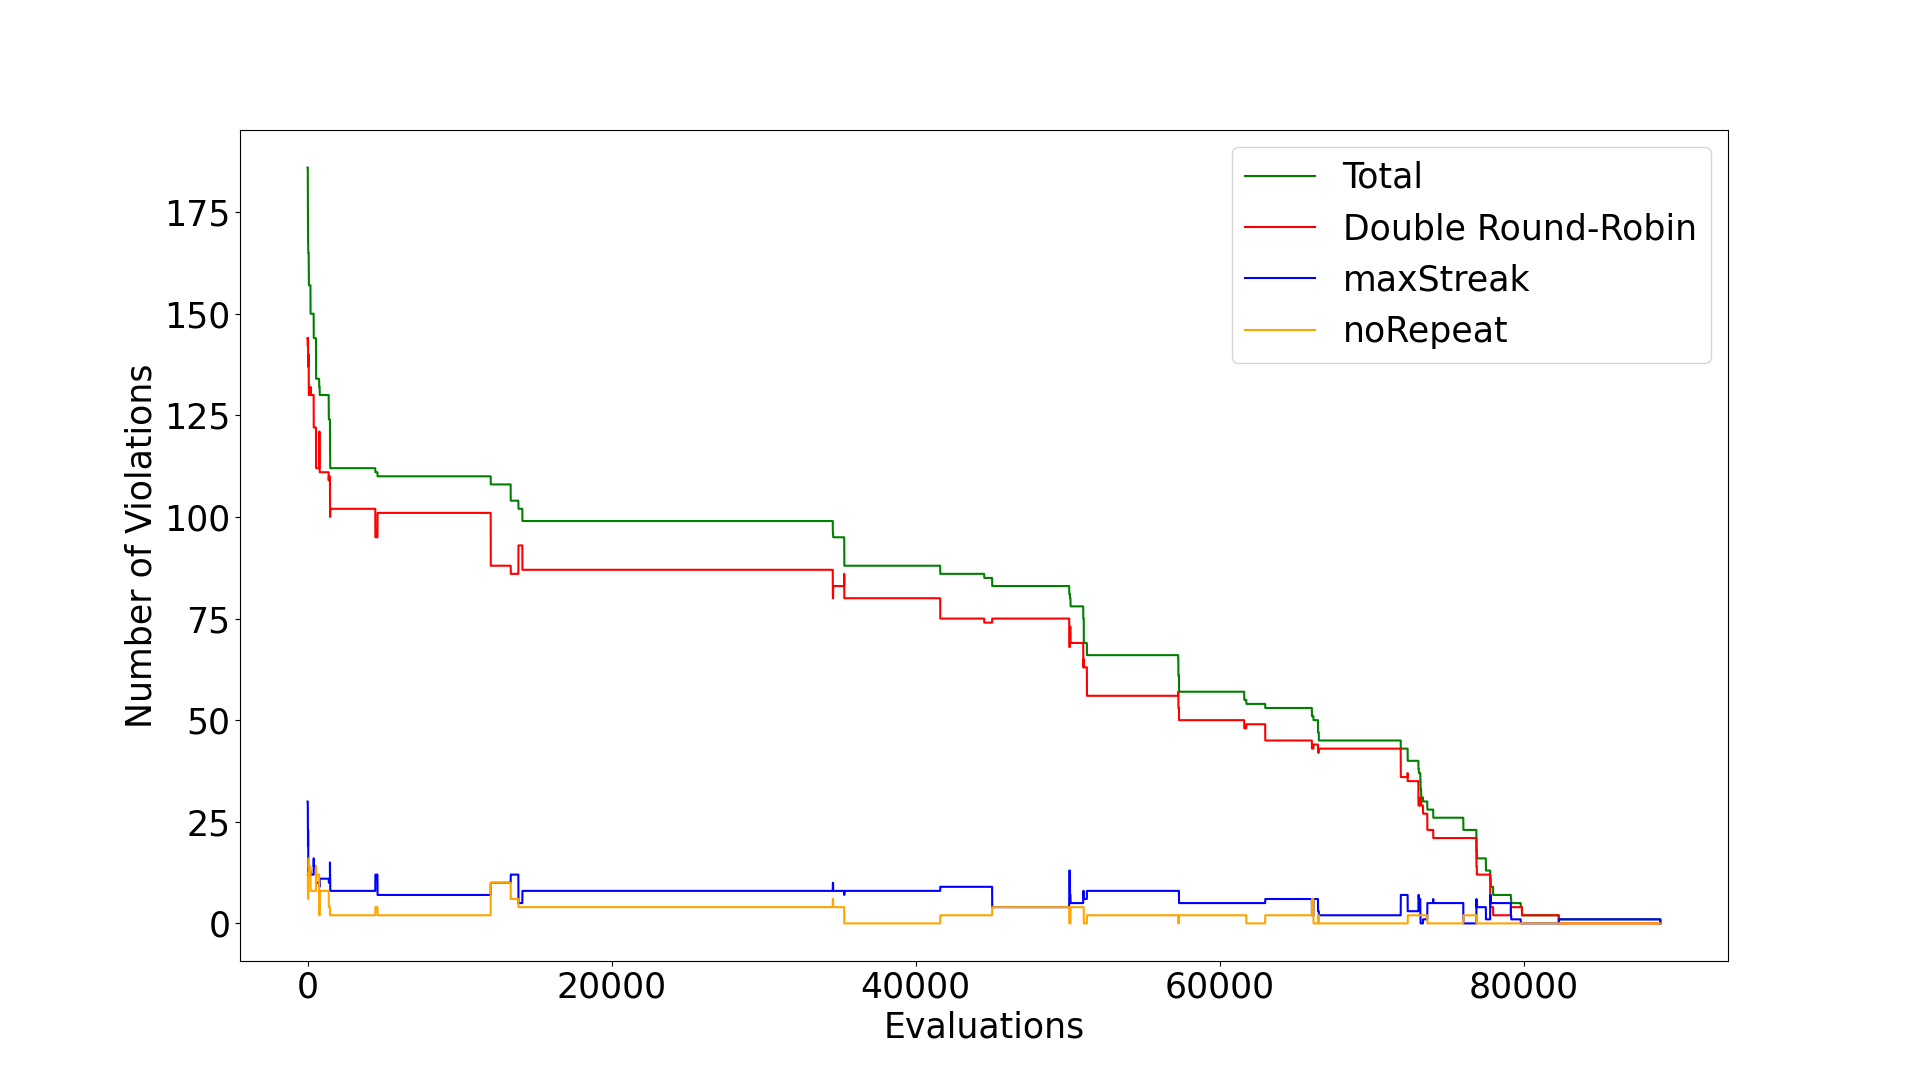 Total
Double Round-Robin
maxStreak
noRepeat
Number of Violations
175
150
125
100
75
50
25
0
0 20000 40000 60000 80000
Evaluations